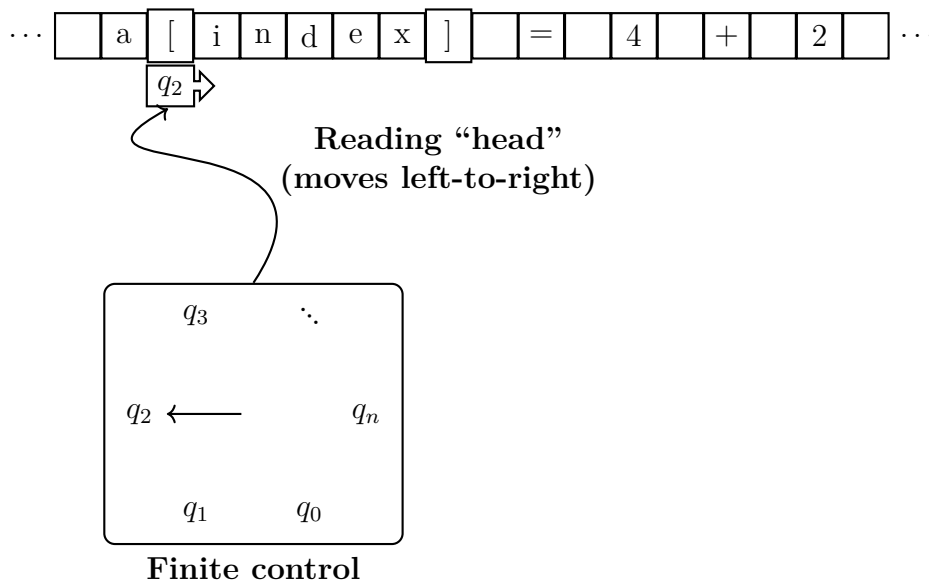 ··· a [ i n d e x ] = 4 + 2 ···
q₂
Reading “head”
(moves left-to-right)
q₃ ⋱
q₂ qₙ
q₁ q₀
Finite control